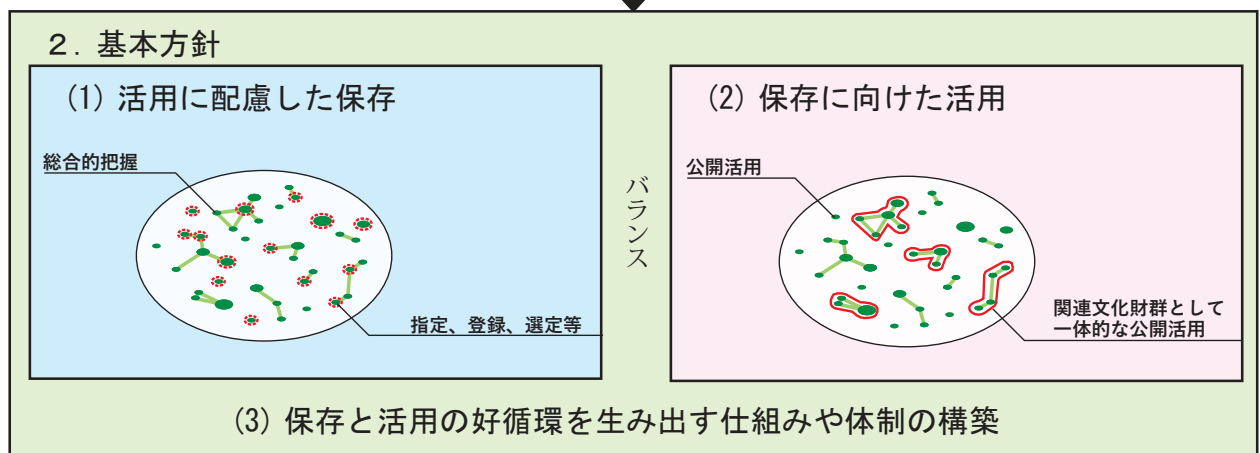 ２．基本方針
(1) 活用に配慮した保存
総合的把握
指定、登録、選定等
バランス
(2) 保存に向けた活用
公開活用
関連文化財群として
一体的な公開活用
(3) 保存と活用の好循環を生み出す仕組みや体制の構築